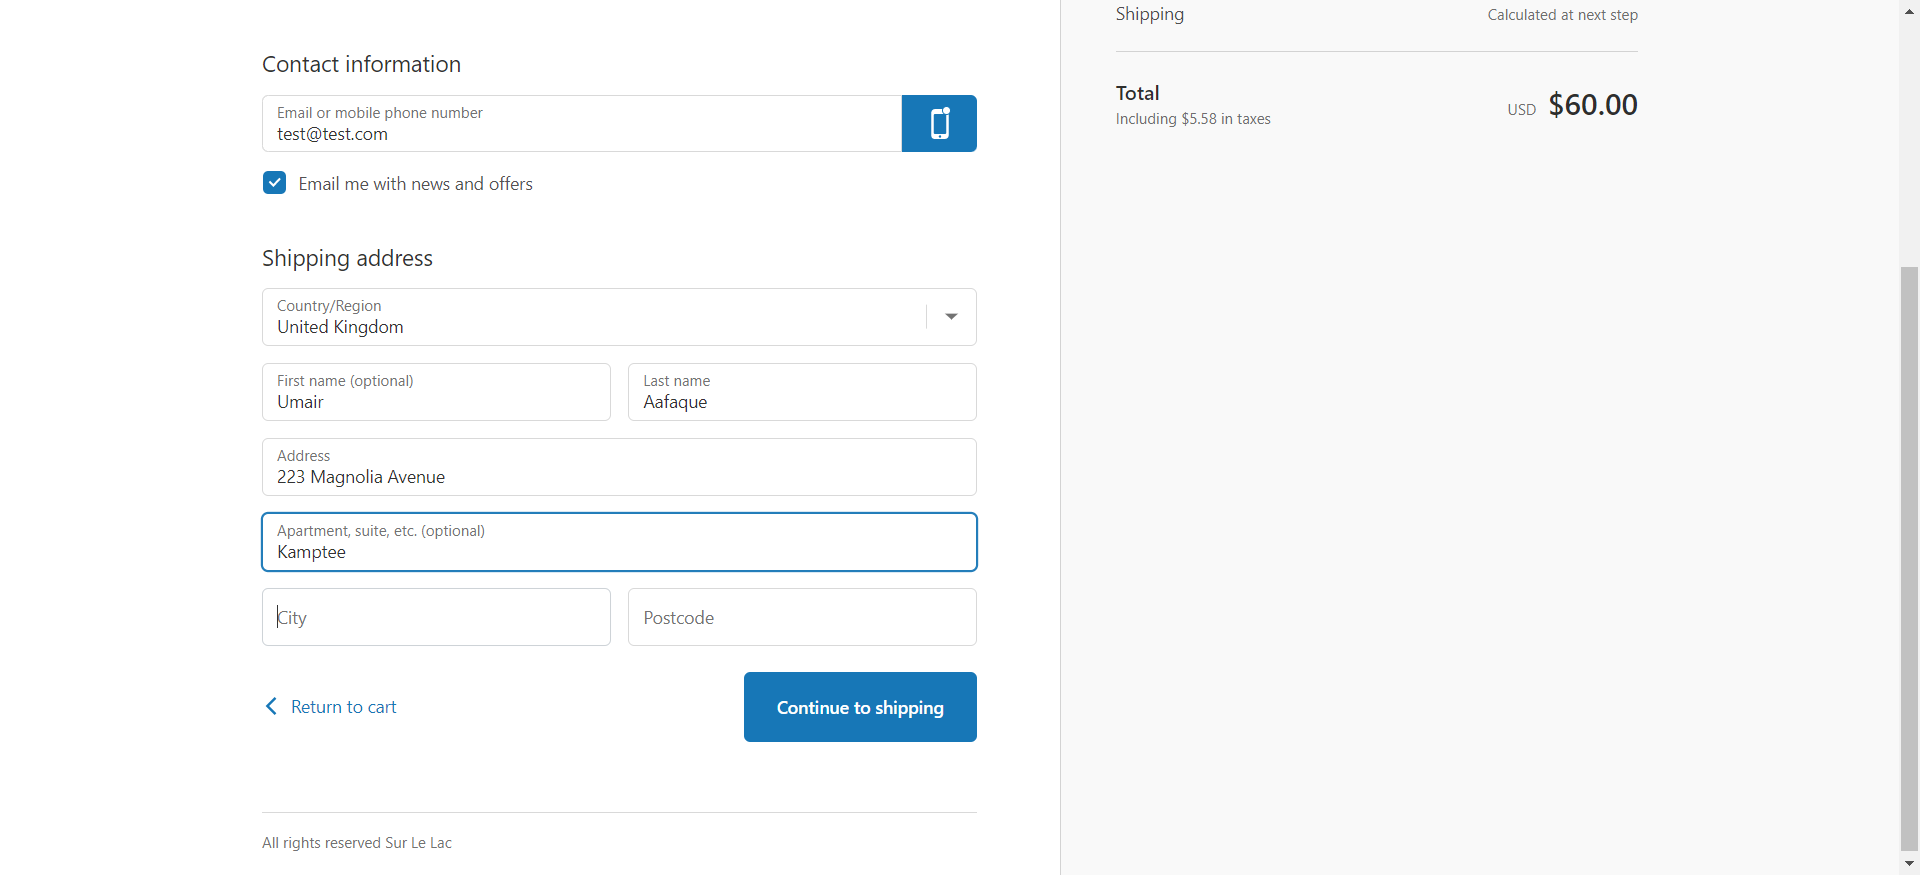 Contact information
Email or mobile phone number
test@test.com
Email me with news and offers
Shipping address
Country/Region
United Kingdom
First name (optional)
Umair
Last name
Aafaque
Address
223 Magnolia Avenue
Apartment, suite, etc. (optional)
Kamptee
City
Postcode
Return to cart
Continue to shipping
All rights reserved Sur Le Lac
Shipping
Calculated at next step
Total
Including $5.58 in taxes
USD $60.00